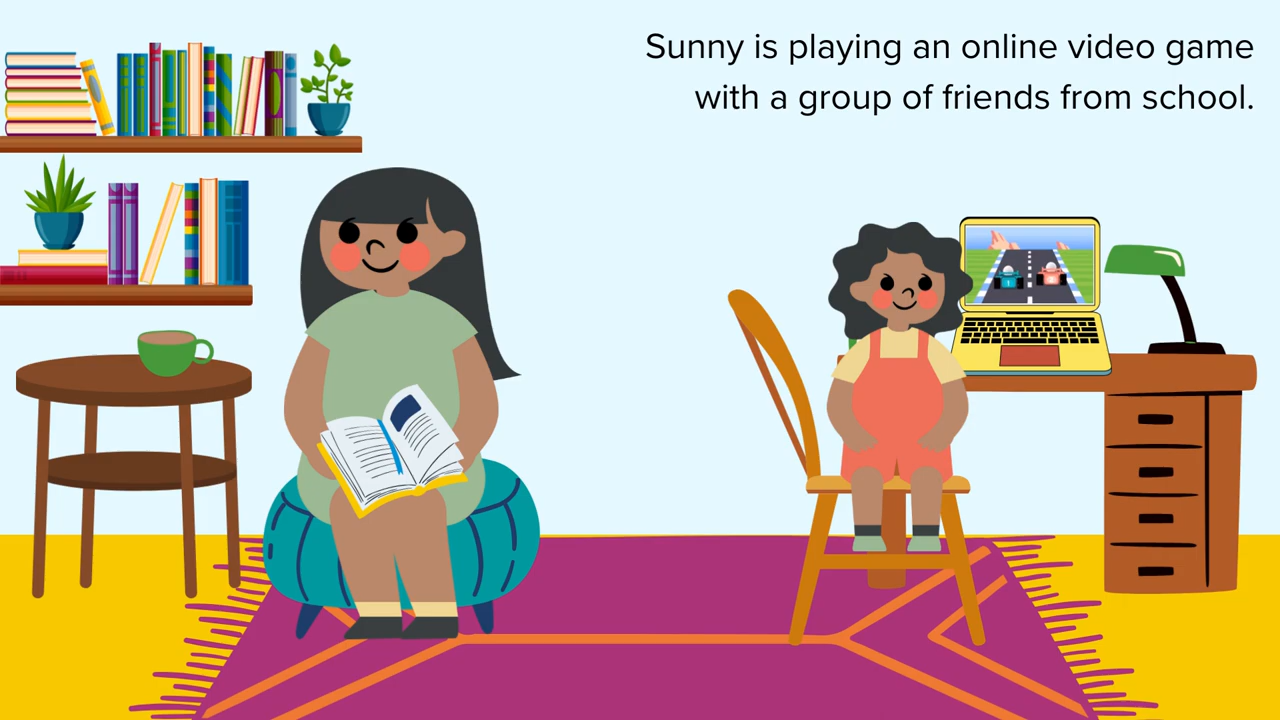 Sunny is playing an online video game
with a group of friends from school.